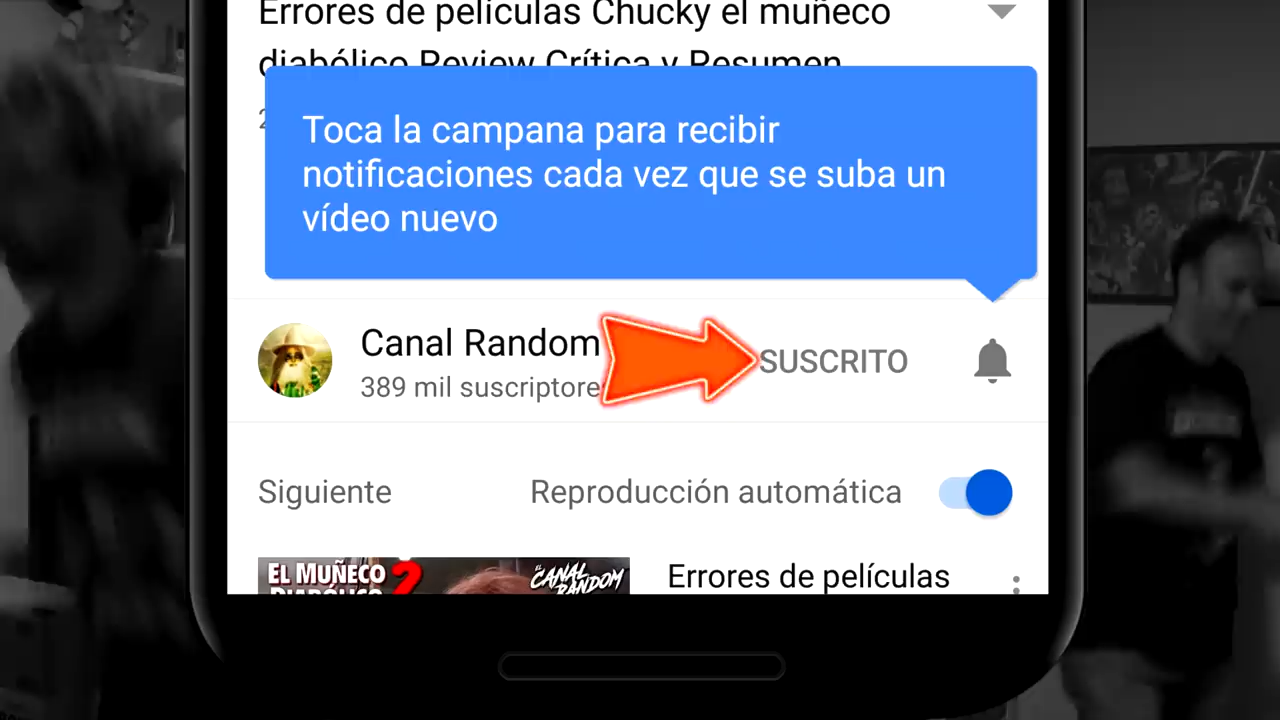 Errores de películas Chucky el muñeco
diabólico Review Crítica y Resumen
Toca la campana para recibir
notificaciones cada vez que se suba un
vídeo nuevo
Canal Random
389 mil suscriptore
SUSCRITO
Siguiente
Reproducción automática
EL MUÑECO
DIABÓLICO 2
EL CANAL
RANDOM
Errores de películas